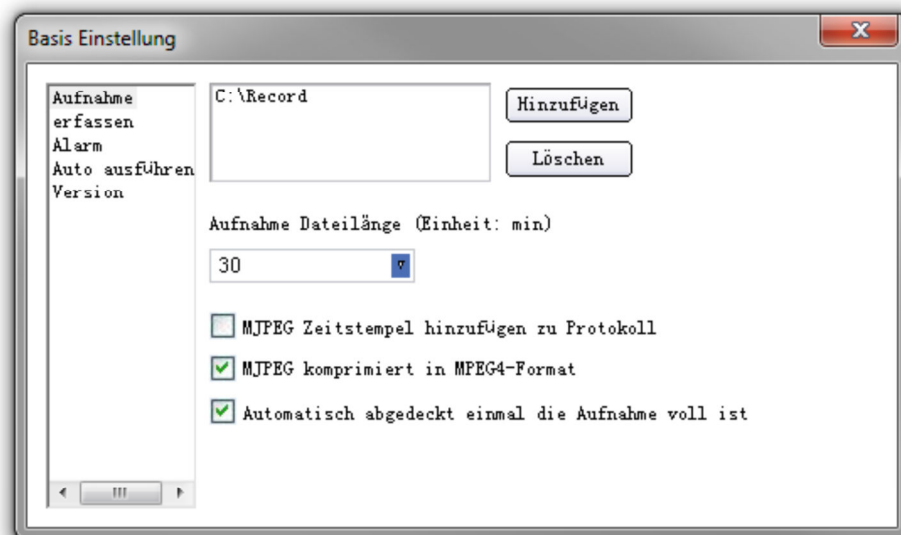 Basis Einstellung
Aufnahme
erfassen
Alarm
Auto ausführen
Version
C:\Record
Hinzufügen
Löschen
Aufnahme Dateilänge (Einheit: min)
30
MJPEG Zeitstempel hinzufügen zu Protokoll
MJPEG komprimiert in MPEG4-Format
Automatisch abgedeckt einmal die Aufnahme voll ist